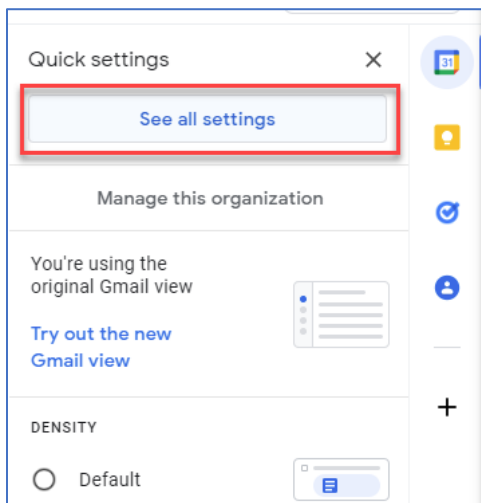 Quick settings
31
See all settings
Manage this organization
You're using the
original Gmail view
Try out the new
Gmail view
DENSITY
Default